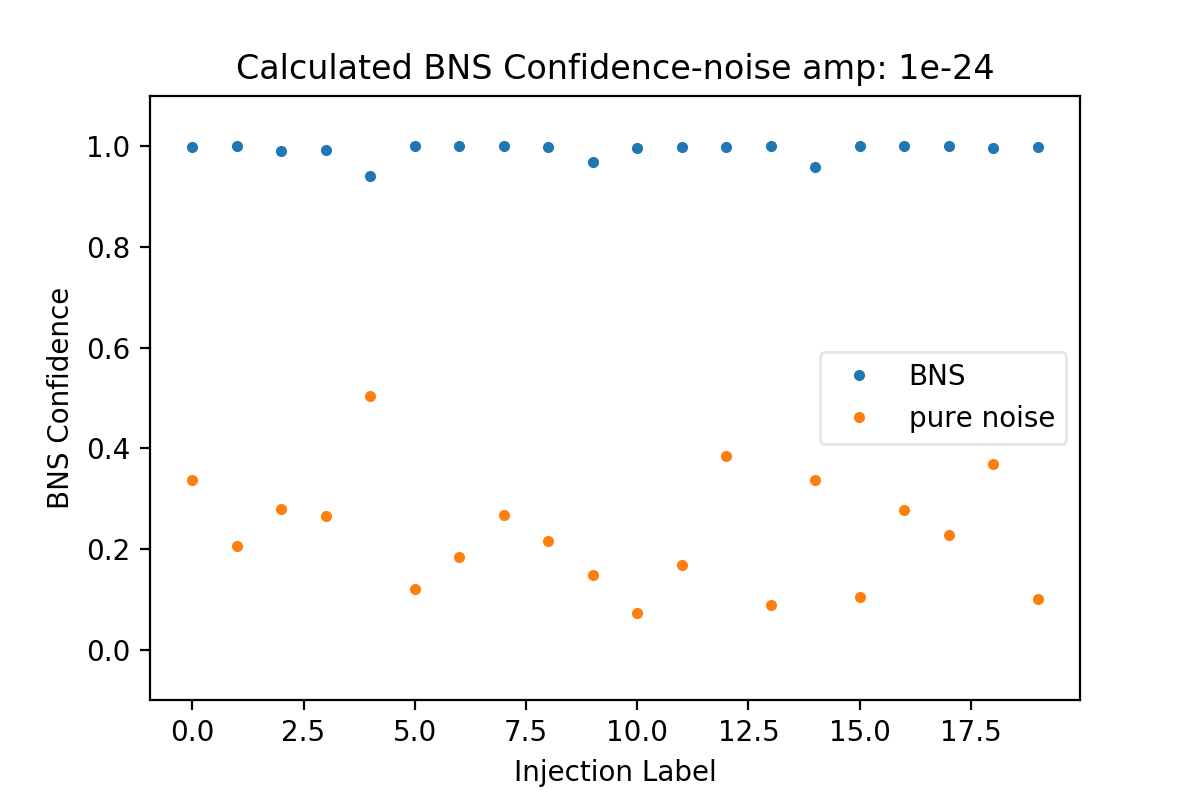 Calculated BNS Confidence-noise amp: 1e-24
1.0
0.8
0.6
0.4
0.2
0.0
BNS Confidence
BNS
pure noise
0.0 2.5 5.0 7.5 10.0 12.5 15.0 17.5
Injection Label